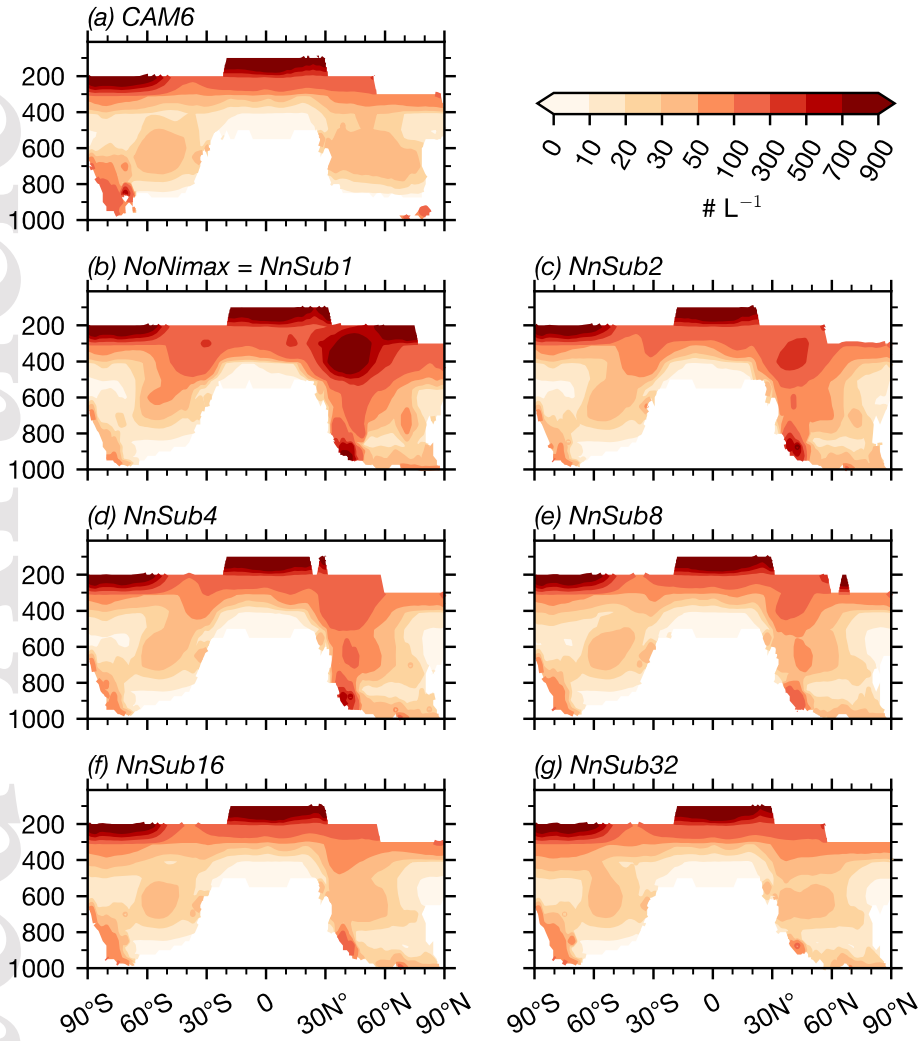 (a) CAM6
200
400
600
800
1000
0
10
20
30
50
100
300
500
700
900
# L⁻¹
(b) NoNimax = NnSub1
(c) NnSub2
200
400
600
800
1000
(d) NnSub4
(e) NnSub8
200
400
600
800
1000
(f) NnSub16
(g) NnSub32
200
400
600
800
1000
90°S
60°S
30°S
0
30N°
60°N
90°N
90°S
60°S
30°S
0
30N°
60°N
90°N